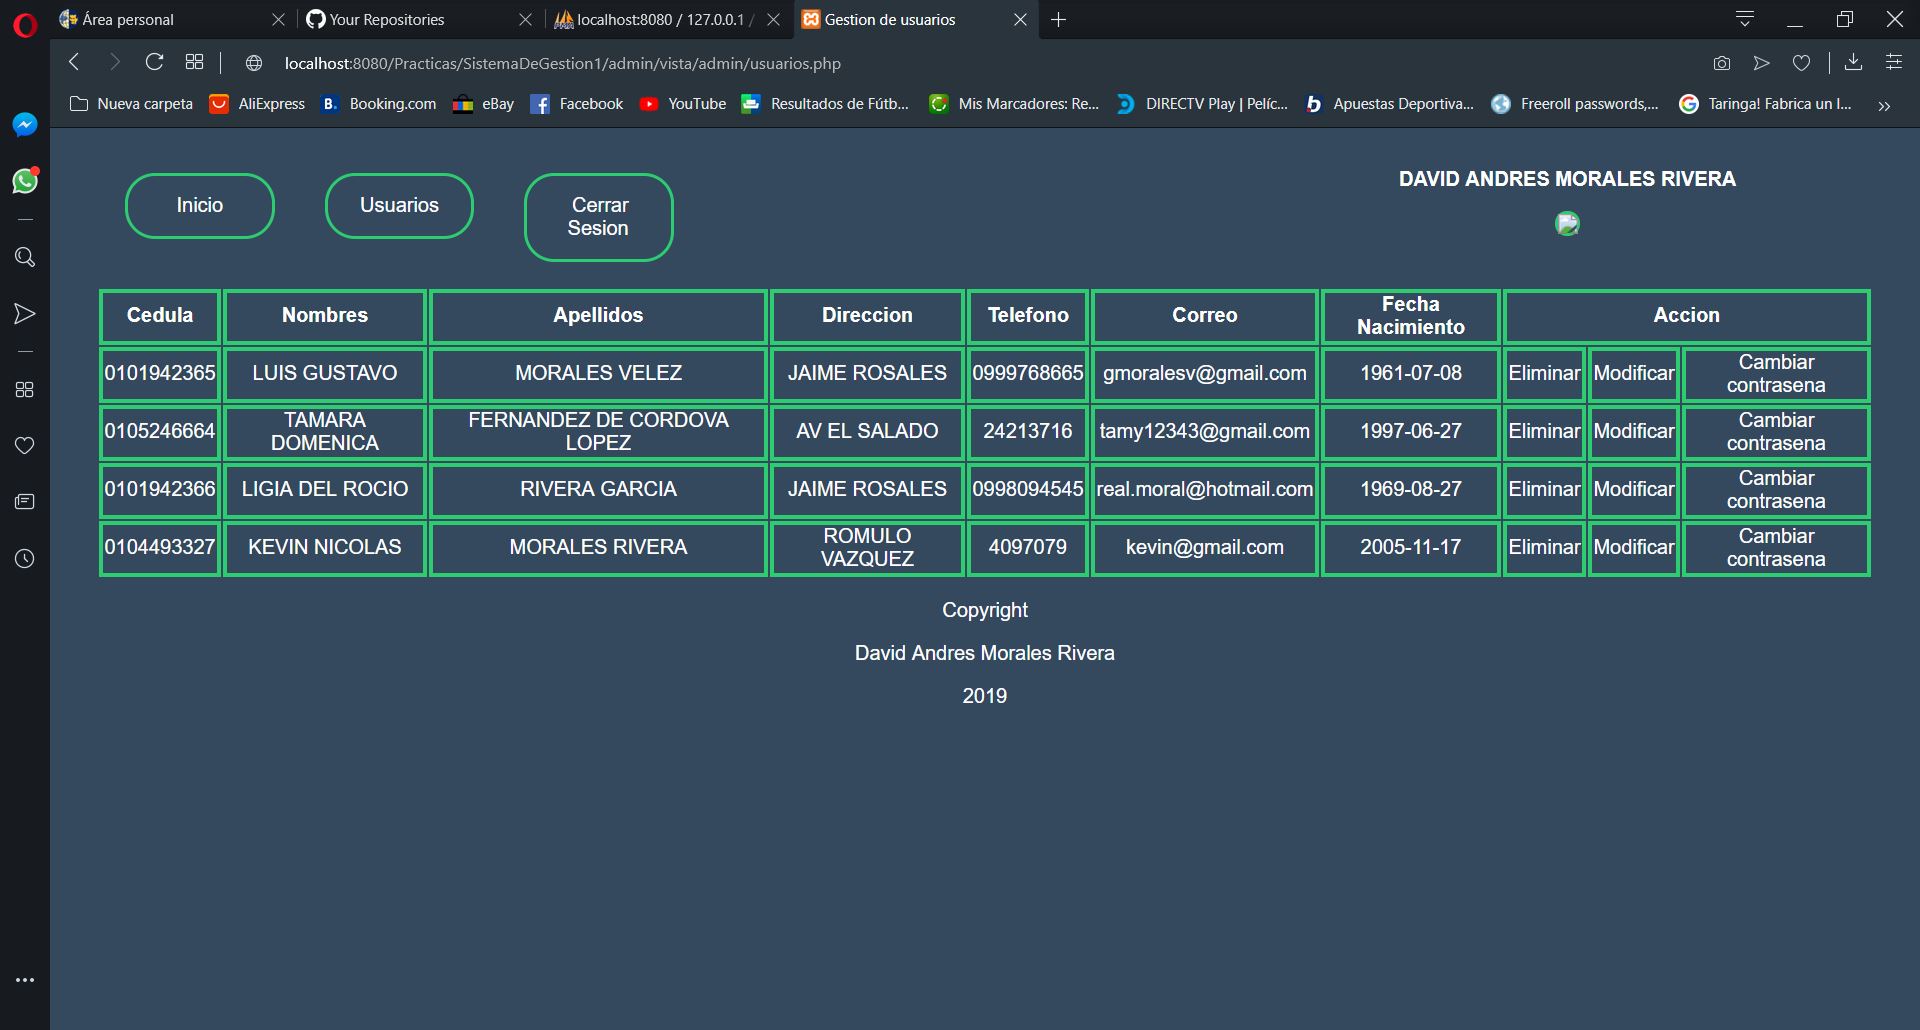 Área personal
Your Repositories
localhost:8080 / 127.0.0.1 /
Gestion de usuarios
localhost:8080/Practicas/SistemaDeGestion1/admin/vista/admin/usuarios.php
Nueva carpeta
AliExpress
B. Booking.com
eBay
Facebook
YouTube
Resultados de Fútb...
Mis Marcadores: Re...
DIRECTV Play | Pelíc...
Apuestas Deportiva...
Freeroll passwords,...
Taringa! Fabrica un I...
Inicio
Usuarios
Cerrar
Sesion
DAVID ANDRES MORALES RIVERA
Cedula Nombres Apellidos Direccion Telefono Correo Fecha Nacimiento Accion
0101942365 LUIS GUSTAVO MORALES VELEZ JAIME ROSALES 0999768665 gmoralesv@gmail.com 1961-07-08 Eliminar Modificar Cambiar contrasena
0105246664 TAMARA DOMENICA FERNANDEZ DE CORDOVA LOPEZ AV EL SALADO 24213716 tamy12343@gmail.com 1997-06-27 Eliminar Modificar Cambiar contrasena
0101942366 LIGIA DEL ROCIO RIVERA GARCIA JAIME ROSALES 0998094545 real.moral@hotmail.com 1969-08-27 Eliminar Modificar Cambiar contrasena
0104493327 KEVIN NICOLAS MORALES RIVERA ROMULO VAZQUEZ 4097079 kevin@gmail.com 2005-11-17 Eliminar Modificar Cambiar contrasena
Copyright
David Andres Morales Rivera
2019